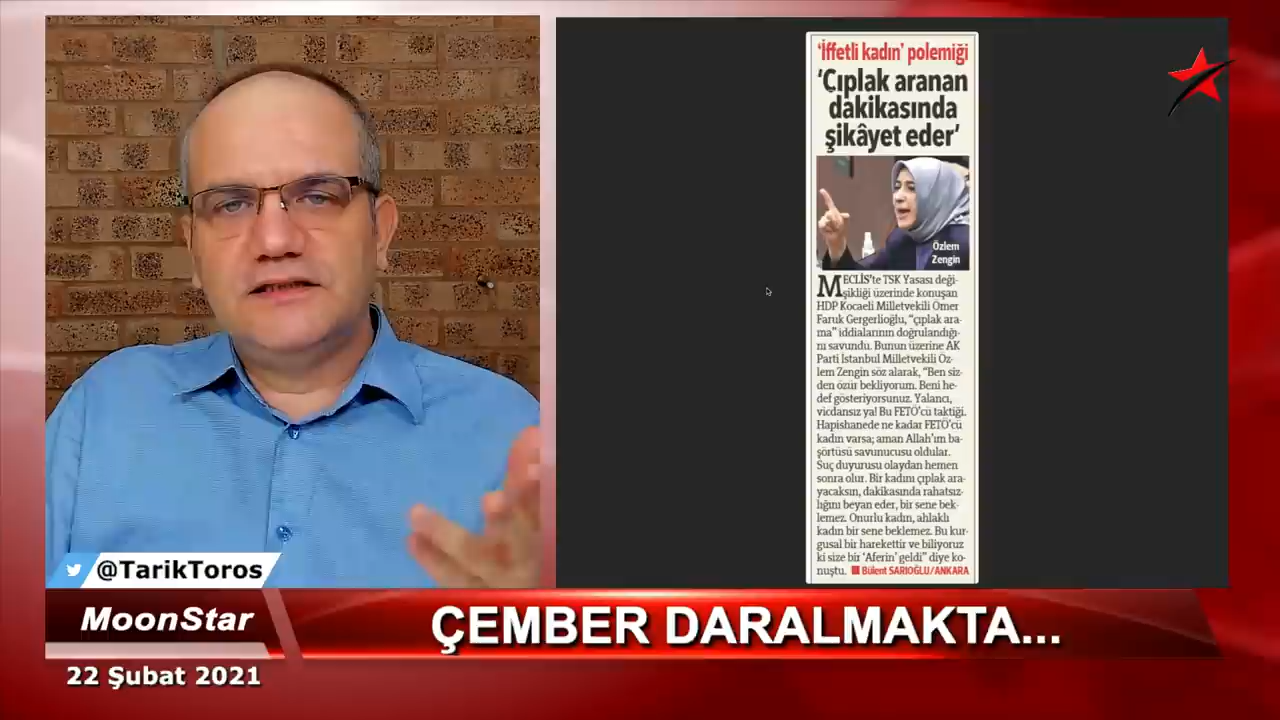 'İffetli kadın' polemiği
'Çıplak aranan
dakikasında
şikâyet eder'
Özlem
Zengin
MECLİS'te TSK Yasası deği-
şikliği üzerinde konuşan
HDP Kocaeli Milletvekili Ömer
Faruk Gergerlioğlu, "çıplak ara-
ma" iddialarının doğrulandığı-
nı savundu. Bunun üzerine AK
Parti İstanbul Milletvekili Öz-
lem Zengin söz alarak, "Ben siz-
den özür bekliyorum. Beni he-
def gösteriyorsunuz. Yalancı,
vicdansız ya! Bu FETÖ'cü taktiği.
Hapishanede ne kadar FETÖ'cü
kadın varsa; aman Allah'ım ba-
şörtüsü savunucusu oldular.
Suç duyurusu olaydan hemen
sonra olur. Bir kadını çıplak ara-
yacaksın, dakikasında rahatsız-
lığını beyan eder, bir sene bek-
lemez. Onurlu kadın, ahlaklı
kadın bir sene beklemez. Bu kur-
gusal bir harekettir ve biliyoruz
ki size bir 'Aferin' geldi" diye ko-
nuştu. Bülent SARIOĞLU/ANKARA
@TarikToros
MoonStar
ÇEMBER DARALMAKTA...
22 Şubat 2021